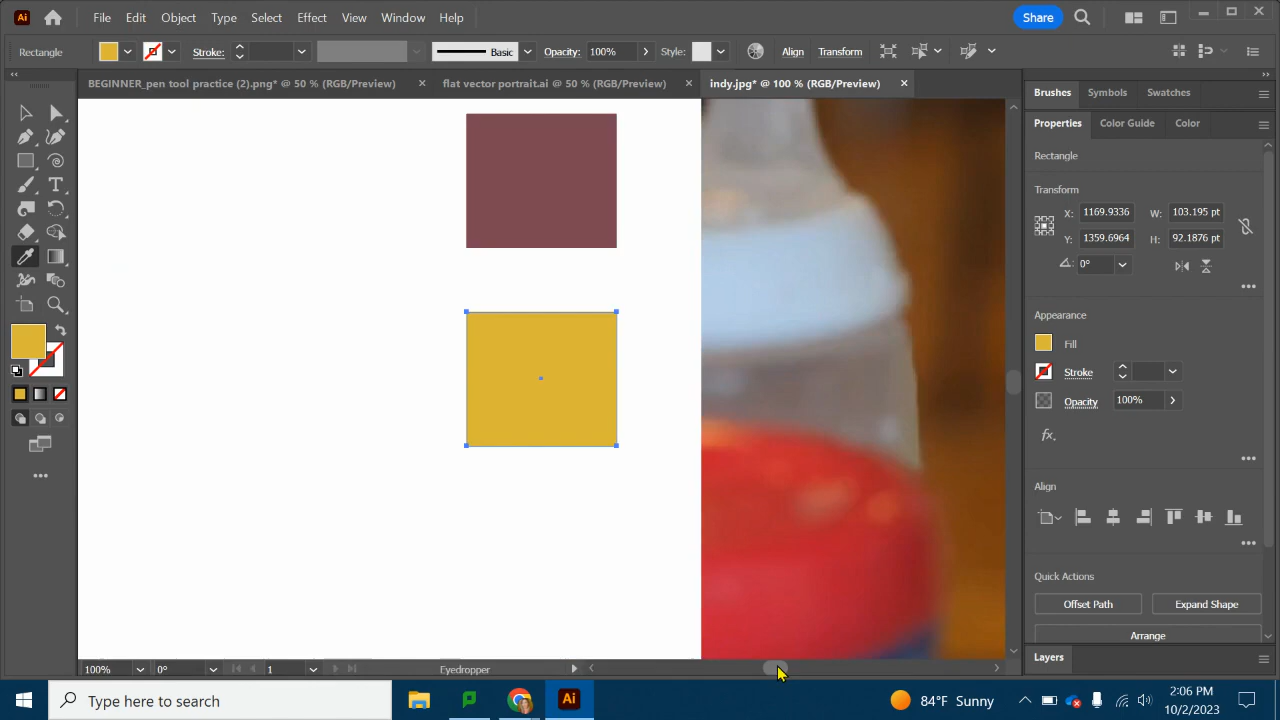 Ai File Edit Object Type Select Effect View Window Help Share
Rectangle Stroke: Basic Opacity: 100% Style: Align Transform
BEGINNER_pen tool practice (2).png* @ 50 % (RGB/Preview) flat vector portrait.ai @ 50 % (RGB/Preview) indy.jpg* @ 100 % (RGB/Preview)
Brushes Symbols Swatches
Properties Color Guide Color
Rectangle
Transform
X: 1169.9336 W: 103.195 pt
Y: 1359.6964 H: 92.1876 pt
0°
Appearance
Fill
Stroke
Opacity 100%
fx.
Align
Quick Actions
Offset Path Expand Shape
Arrange
Layers
100% 0° 1 Eyedropper
Type here to search Ai 84°F Sunny 2:06 PM
10/2/2023